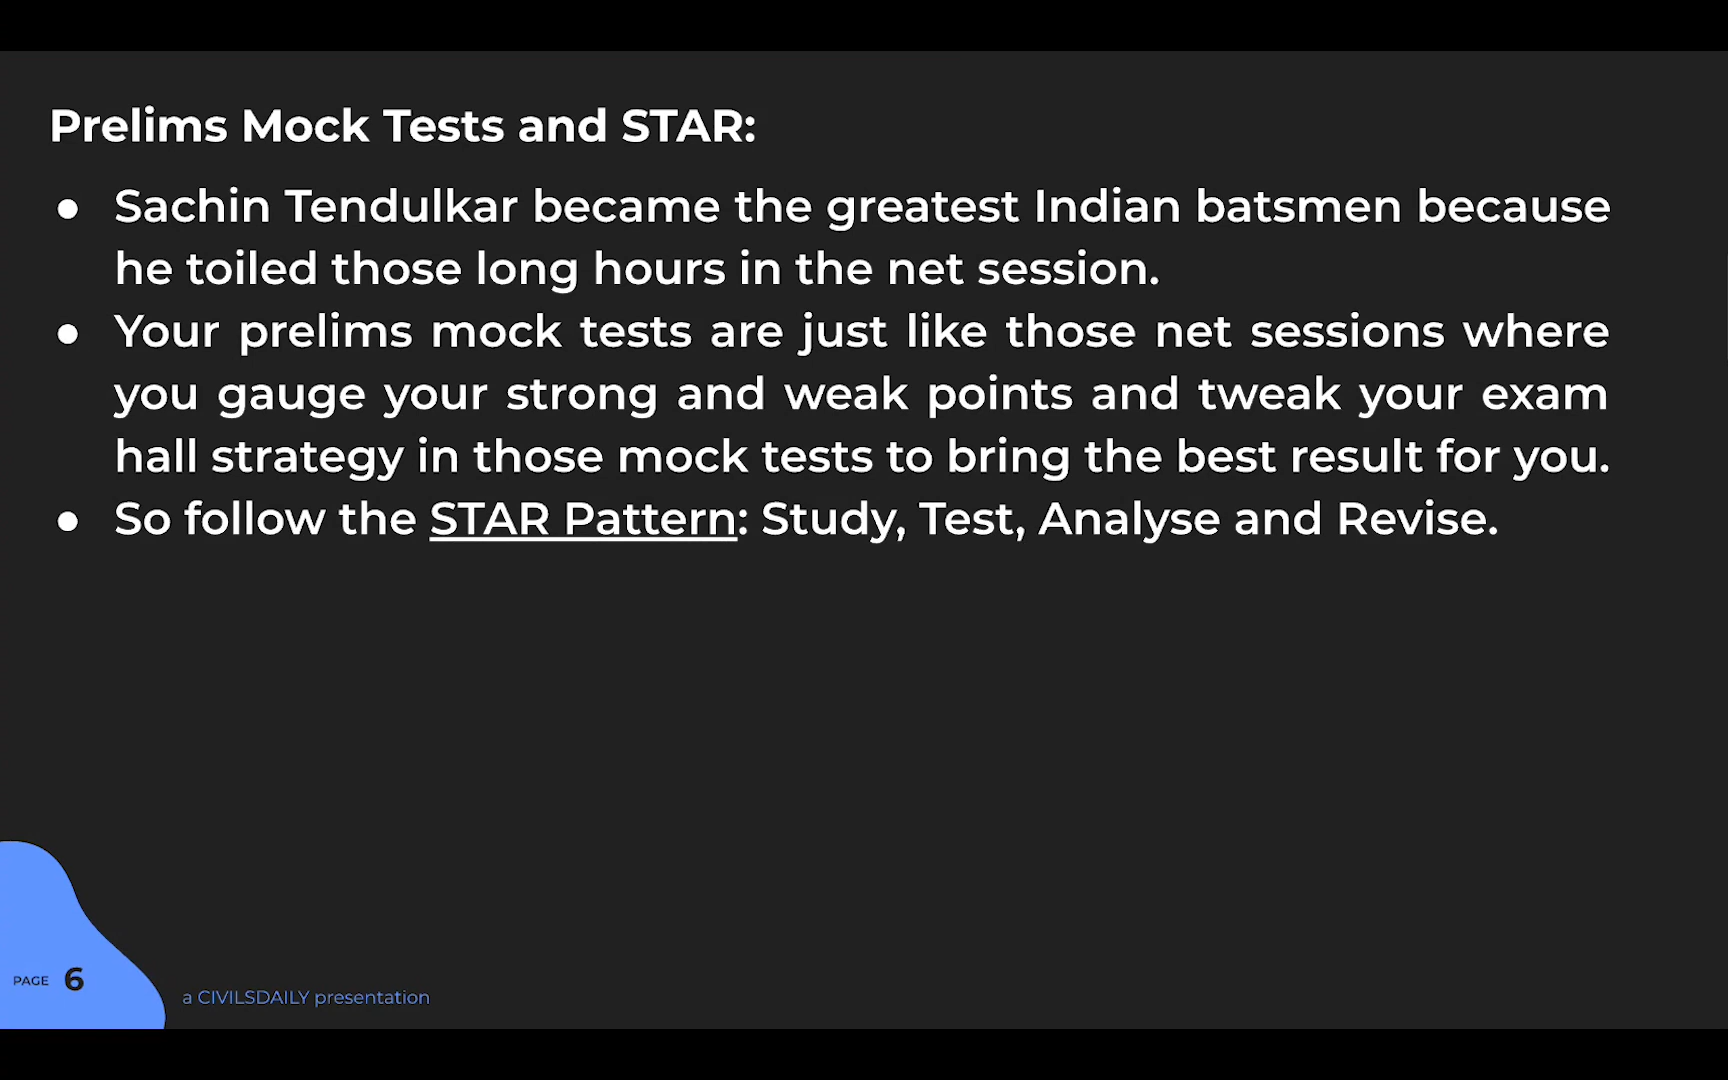 Prelims Mock Tests and STAR:
● Sachin Tendulkar became the greatest Indian batsmen because
he toiled those long hours in the net session.
● Your prelims mock tests are just like those net sessions where
you gauge your strong and weak points and tweak your exam
hall strategy in those mock tests to bring the best result for you.
● So follow the STAR Pattern: Study, Test, Analyse and Revise.
PAGE 6
a CIVILSDAILY presentation